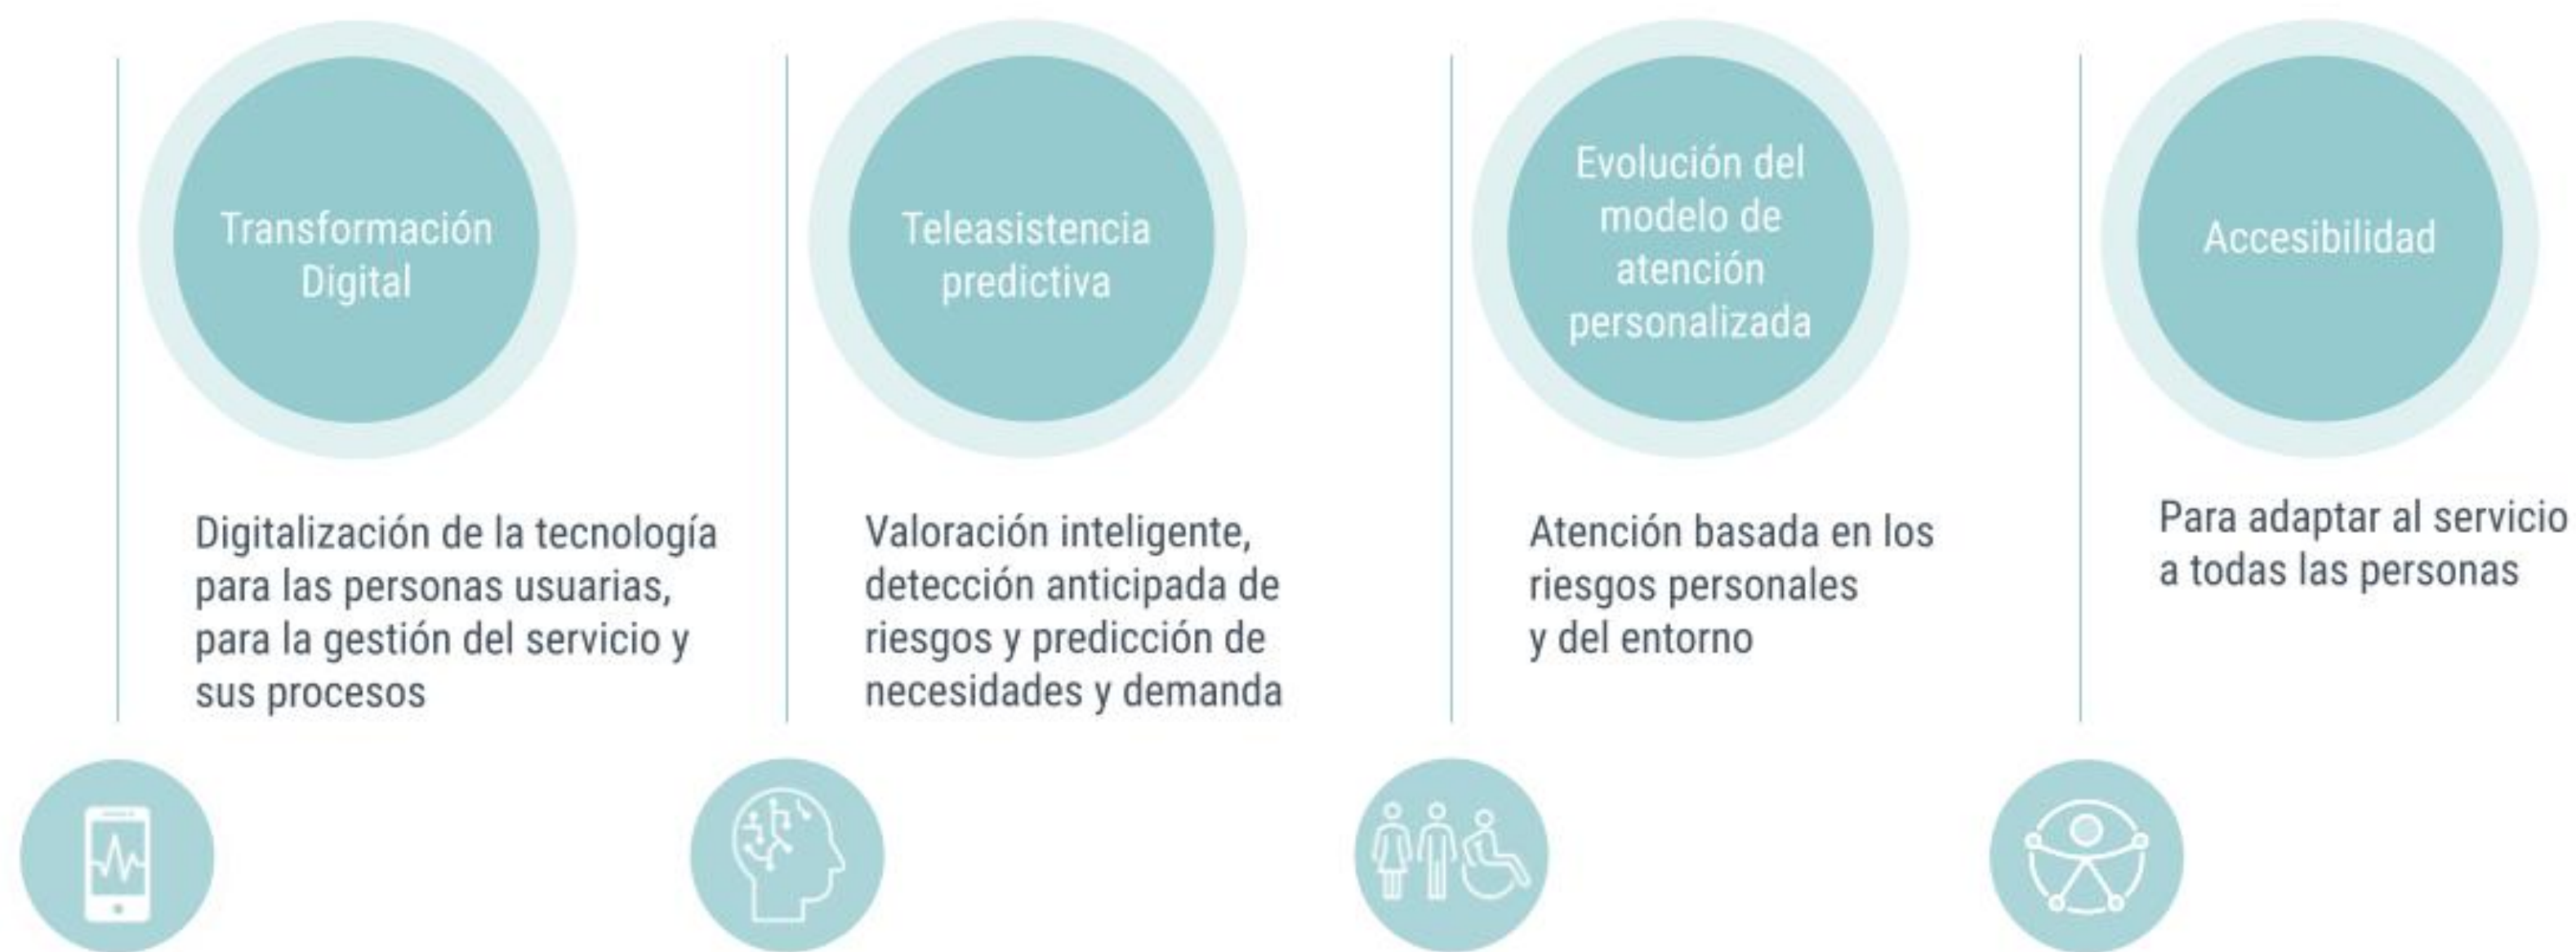 Transformación
Digital
Digitalización de la tecnología
para las personas usuarias,
para la gestión del servicio y
sus procesos
Teleasistencia
predictiva
Valoración inteligente,
detección anticipada de
riesgos y predicción de
necesidades y demanda
Evolución del
modelo de
atención
personalizada
Atención basada en los
riesgos personales
y del entorno
Accesibilidad
Para adaptar al servicio
a todas las personas